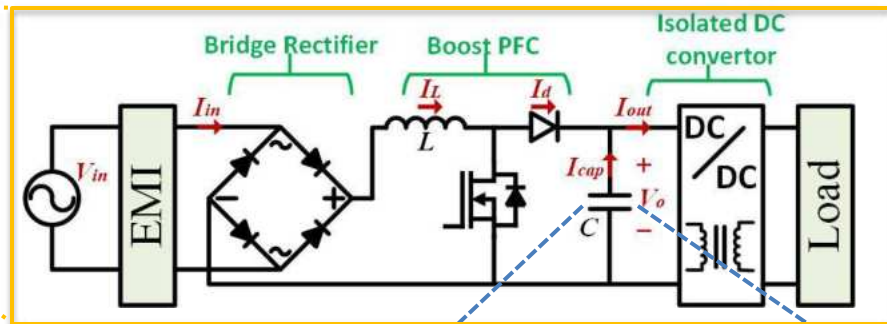 Bridge Rectifier
Boost PFC
Isolated DC
convertor
Iin
IL
Id
Iout
Vin
EMI
~
−
+
~
L
Icap
C
+
Vo
−
DC
DC
Load